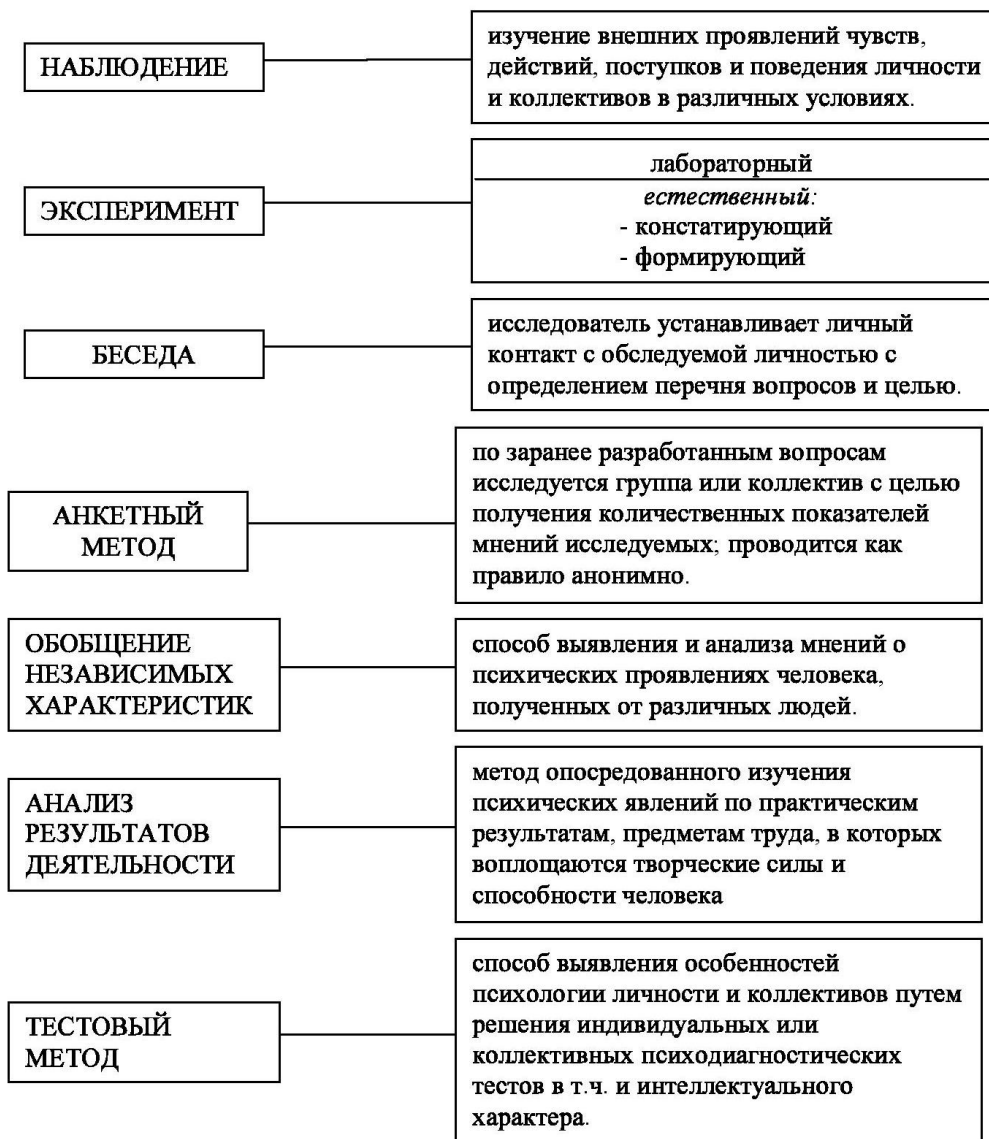 НАБЛЮДЕНИЕ
изучение внешних проявлений чувств,
действий, поступков и поведения личности
и коллективов в различных условиях.
ЭКСПЕРИМЕНТ
лабораторный
естественный:
- констатирующий
- формирующий
БЕСЕДА
исследователь устанавливает личный
контакт с обследуемой личностью с
определением перечня вопросов и целью.
АНКЕТНЫЙ
МЕТОД
по заранее разработанным вопросам
исследуется группа или коллектив с целью
получения количественных показателей
мнений исследуемых; проводится как
правило анонимно.
ОБОБЩЕНИЕ
НЕЗАВИСИМЫХ
ХАРАКТЕРИСТИК
способ выявления и анализа мнений о
психических проявлениях человека,
полученных от различных людей.
АНАЛИЗ
РЕЗУЛЬТАТОВ
ДЕЯТЕЛЬНОСТИ
метод опосредованного изучения
психических явлений по практическим
результатам, предметам труда, в которых
воплощаются творческие силы и
способности человека
ТЕСТОВЫЙ
МЕТОД
способ выявления особенностей
психологии личности и коллективов путем
решения индивидуальных или
коллективных психодиагностических
тестов в т.ч. и интеллектуального
характера.